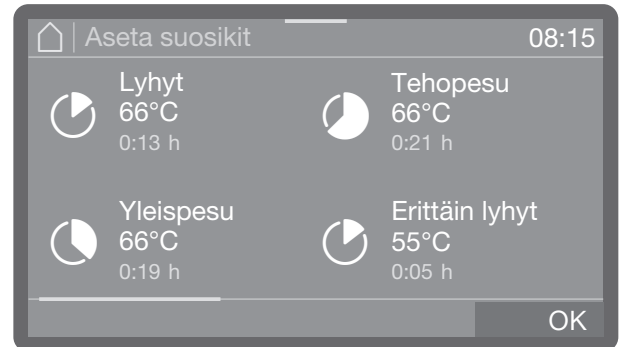 Aseta suosikit
08:15
Lyhyt
66°C
0:13 h
Tehopesu
66°C
0:21 h
Yleispesu
66°C
0:19 h
Erittäin lyhyt
55°C
0:05 h
OK